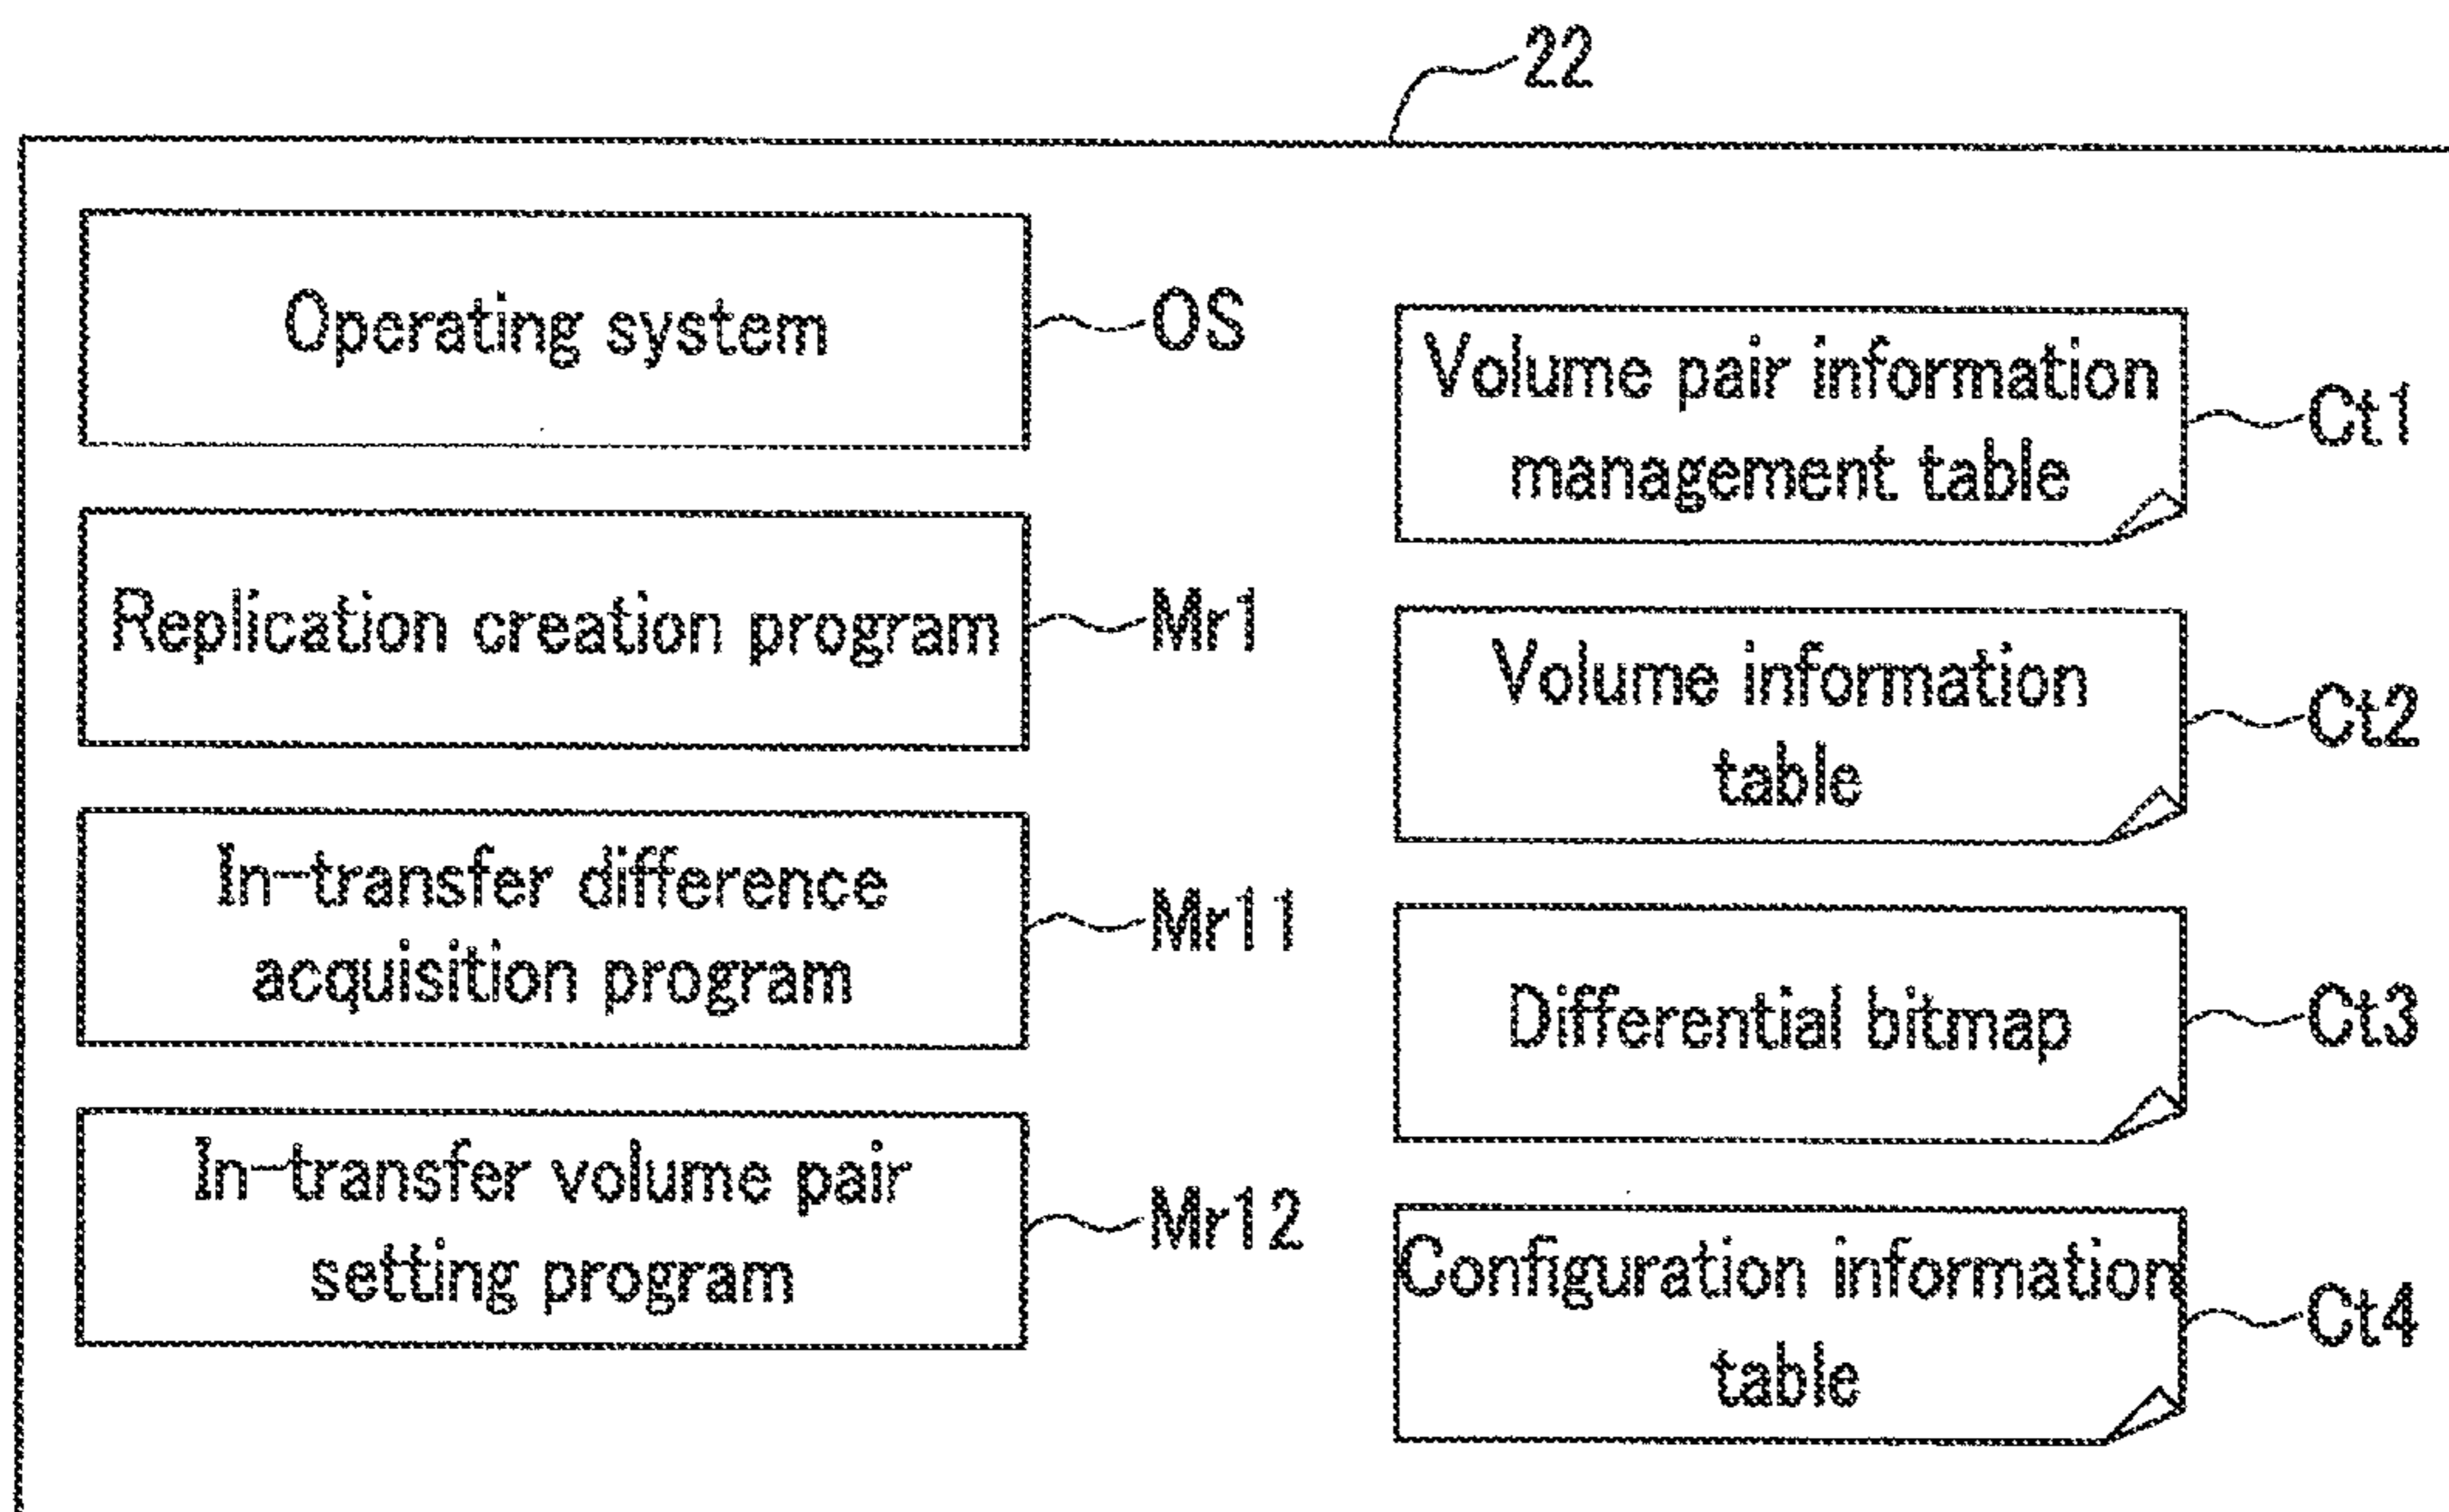 22
Operating system
OS
Replication creation program
Mr1
In-transfer difference
acquisition program
Mr11
In-transfer volume pair
setting program
Mr12
Volume pair information
management table
Ct1
Volume information
table
Ct2
Differential bitmap
Ct3
Configuration information
table
Ct4